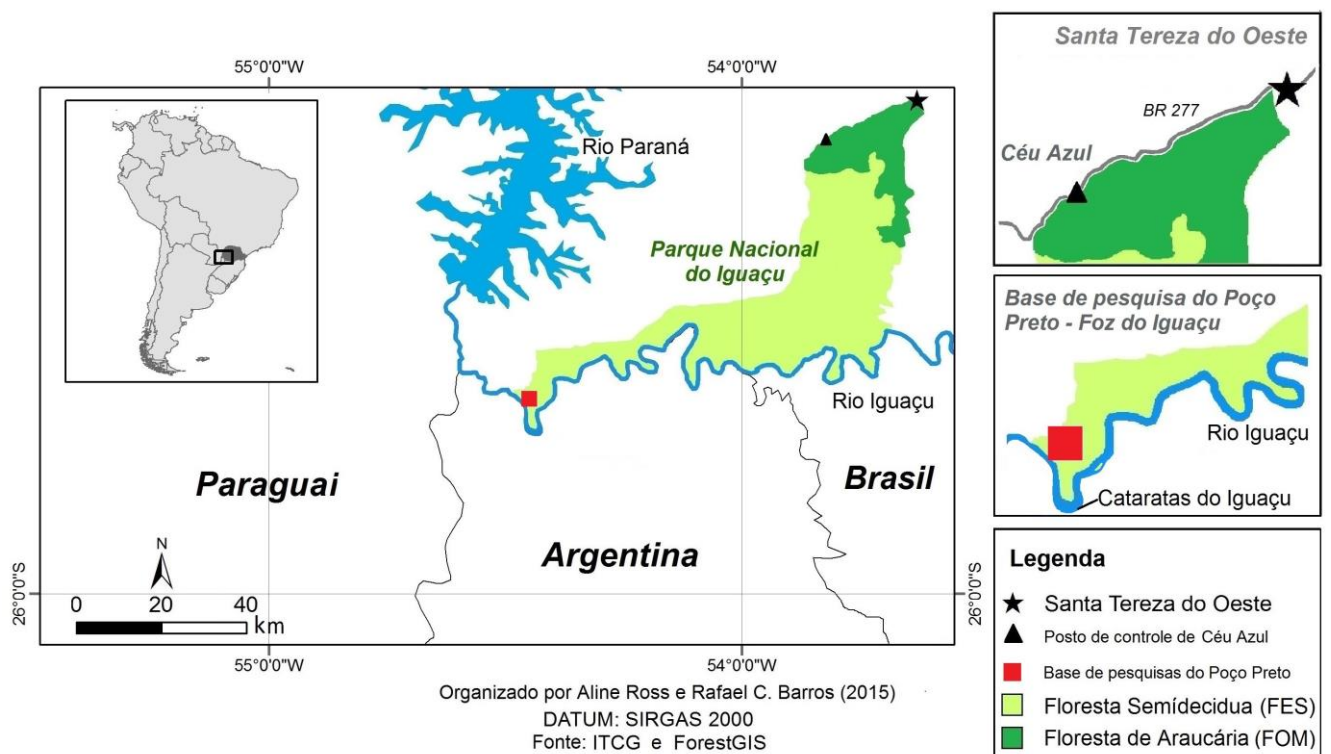 55°0'0"W
54°0'0"W
Rio Paraná
Parque Nacional
do Iguaçu
Rio Iguaçu
Paraguai
Brasil
Argentina
N
0 20 40
km
26°0'0"S
26°0'0"S
55°0'0"W
54°0'0"W
Organizado por Aline Ross e Rafael C. Barros (2015)
DATUM: SIRGAS 2000
Fonte: ITCG e ForestGIS
Santa Tereza do Oeste
BR 277
Céu Azul
Base de pesquisa do Poço
Preto - Foz do Iguaçu
Rio Iguaçu
Cataratas do Iguaçu
Legenda
Santa Tereza do Oeste
Posto de controle de Céu Azul
Base de pesquisas do Poço Preto
Floresta Semídecidua (FES)
Floresta de Araucária (FOM)